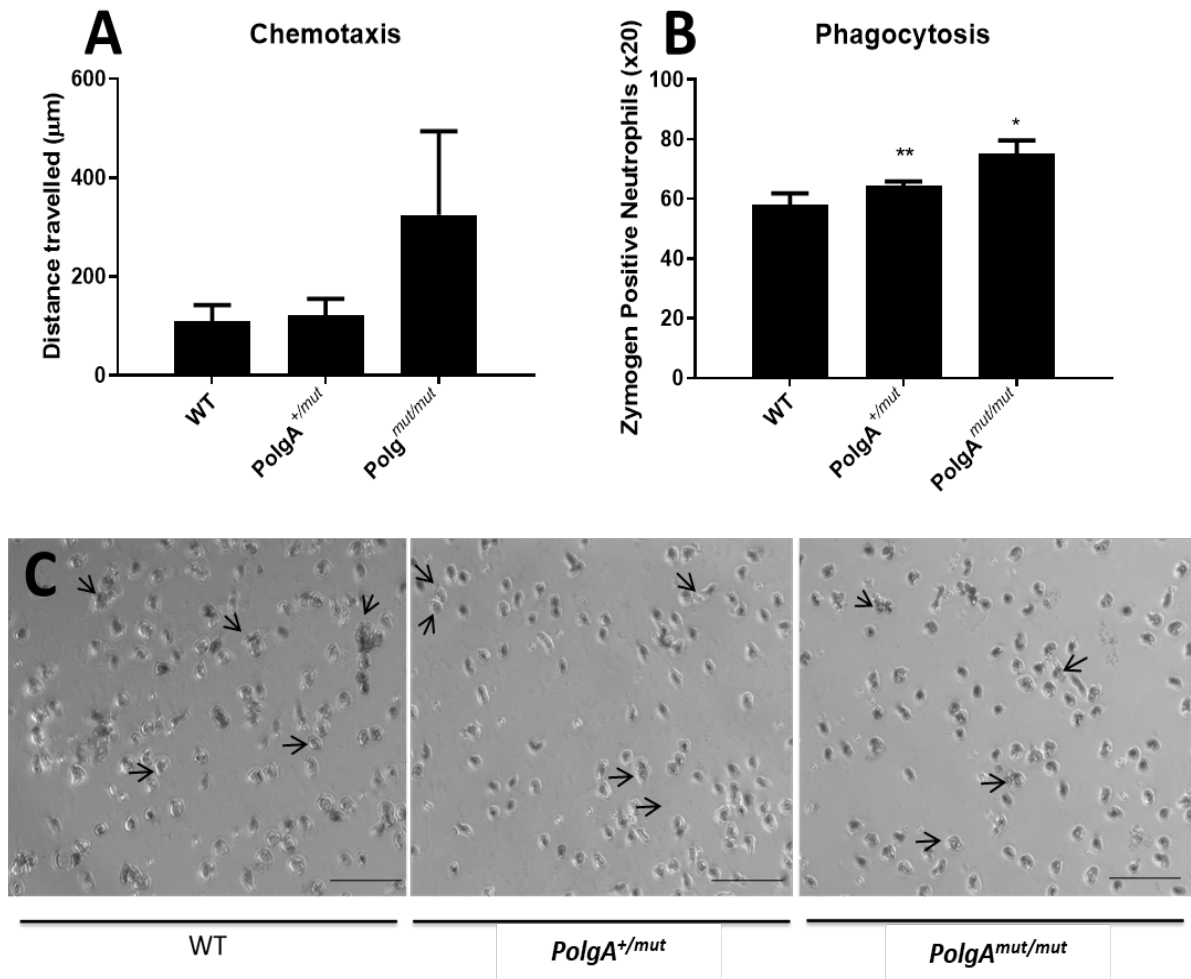 A
Chemotaxis
Distance travelled (μm)
600
400
200
0
WT
PolgA+/mut
Polgmut/mut
B
Phagocytosis
Zymogen Positive Neutrophils (x20)
100
80
60
40
20
0
**
*
WT
PolgA+/mut
PolgAmut/mut
C
WT
PolgA+/mut
PolgAmut/mut